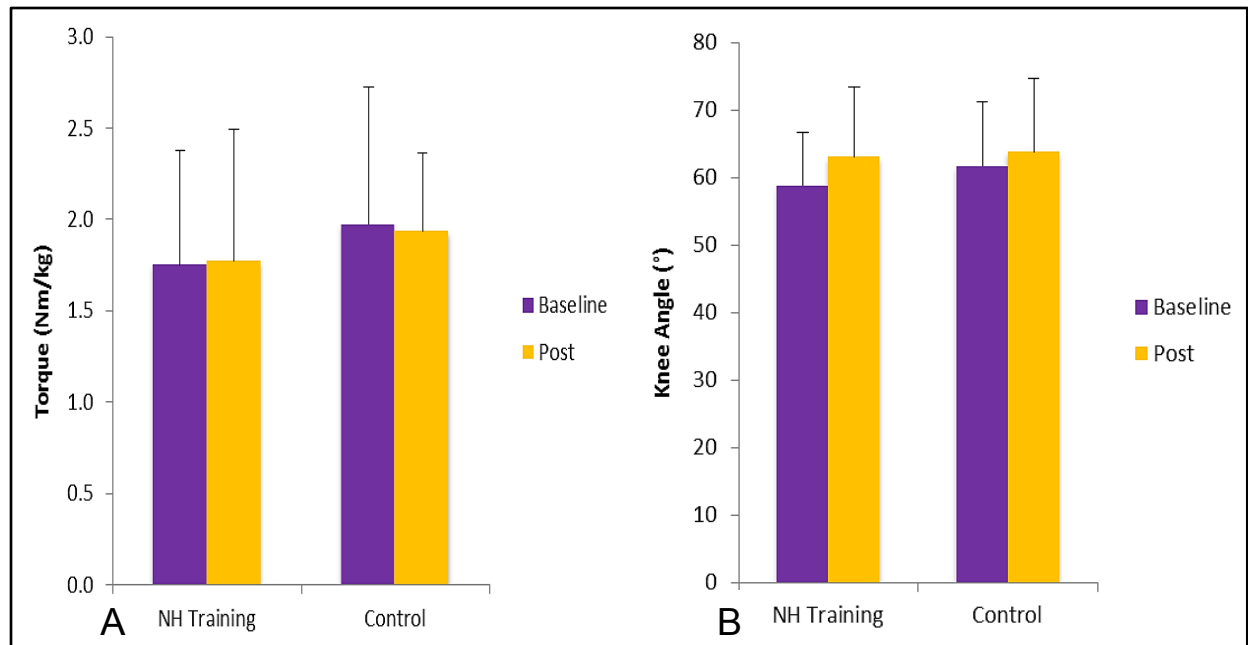 Torque (Nm/kg)
3.0
2.5
2.0
1.5
1.0
0.5
0.0
NH Training
Control
Baseline
Post
A
Knee Angle (°)
80
70
60
50
40
30
20
10
0
NH Training
Control
Baseline
Post
B